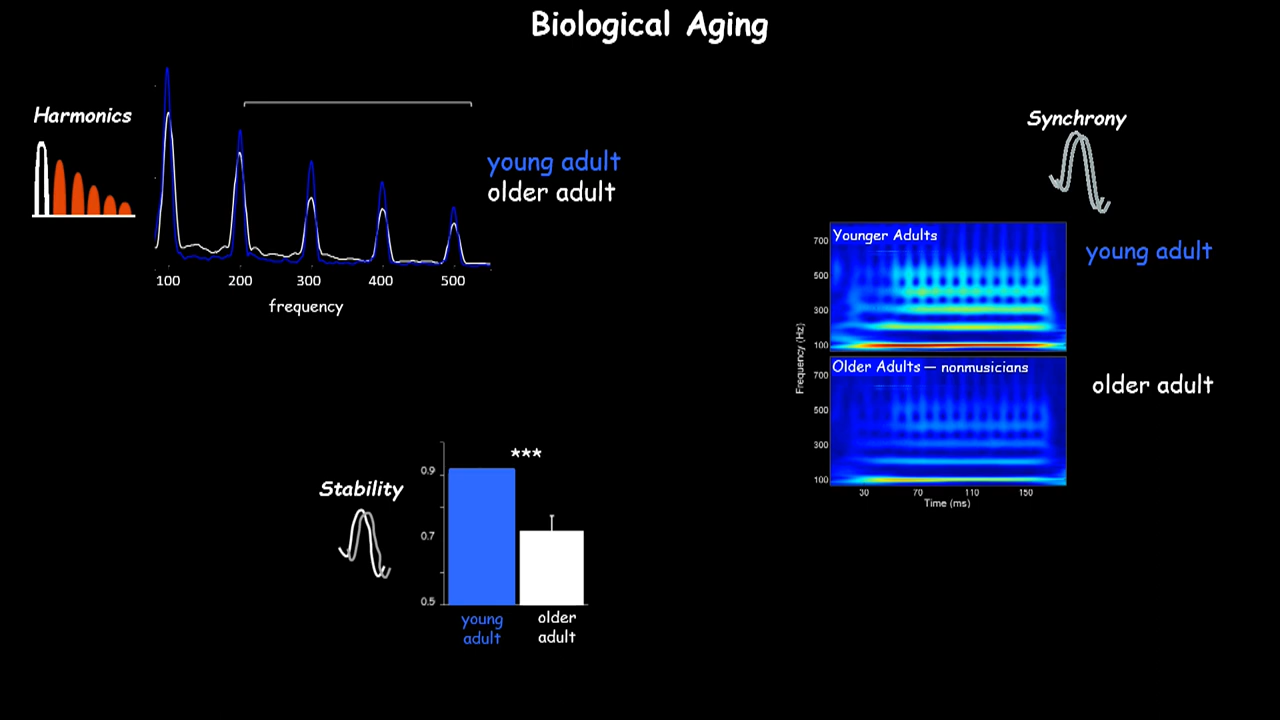 Biological Aging
Harmonics
young adult
older adult
100 200 300 400 500
frequency
Synchrony
Younger Adults
young adult
700
500
300
100
Frequency (Hz)
Older Adults — nonmusicians
older adult
700
500
300
100
30 70 110 150
Time (ms)
Stability
***
0.9
0.7
0.5
young
adult
older
adult